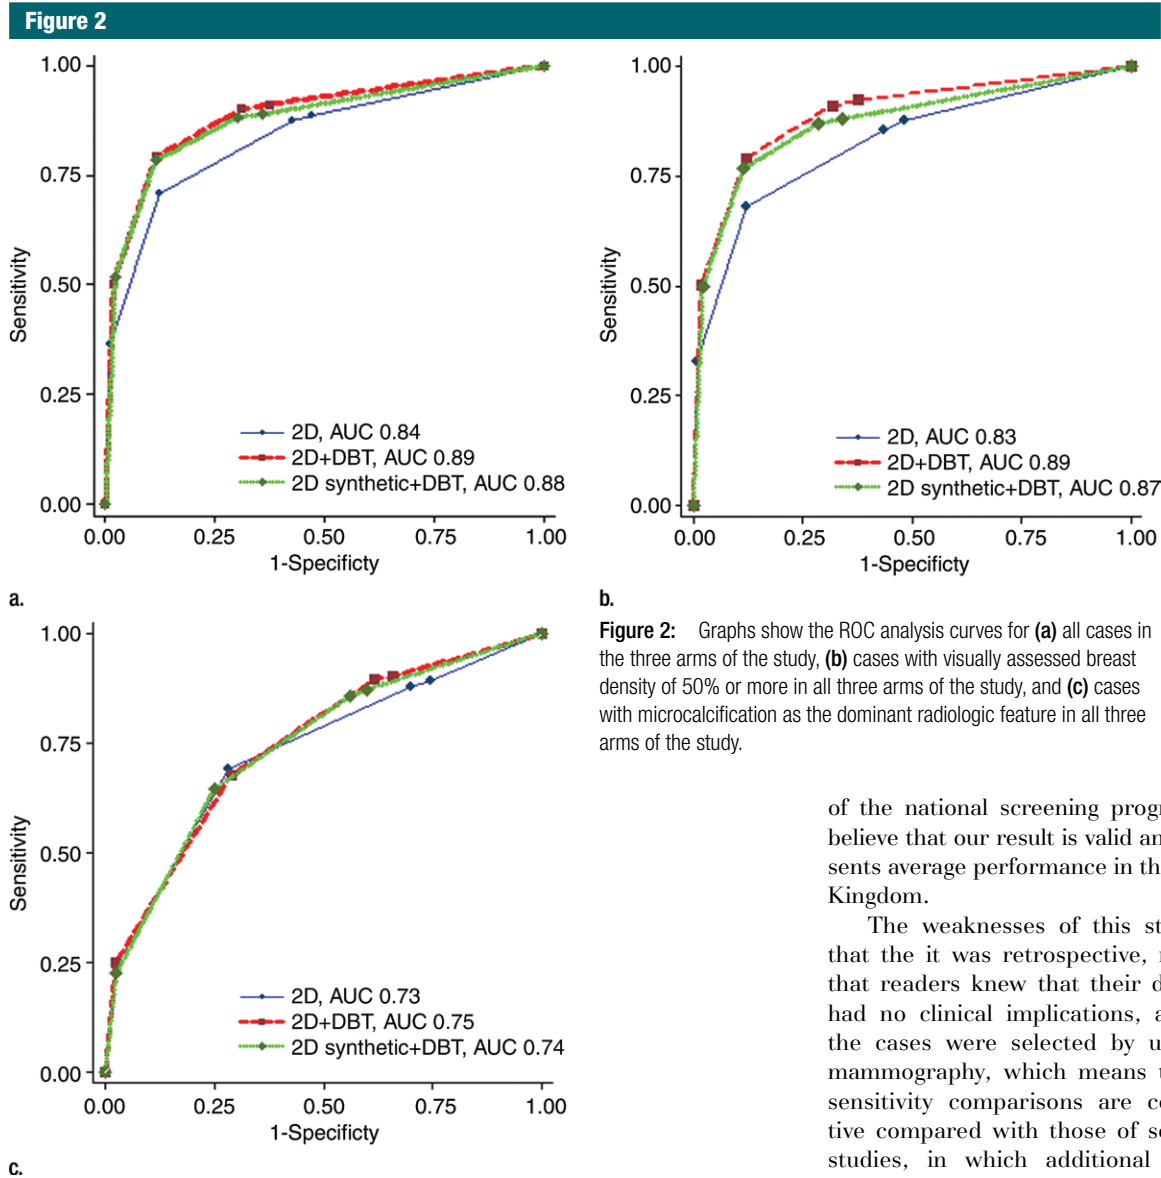 Figure 2
1.00
0.75
0.50
0.25
0.00
Sensitivity
2D, AUC 0.84
2D+DBT, AUC 0.89
2D synthetic+DBT, AUC 0.88
0.00 0.25 0.50 0.75 1.00
1-Specificty
a.
1.00
0.75
0.50
0.25
0.00
Sensitivity
2D, AUC 0.83
2D+DBT, AUC 0.89
2D synthetic+DBT, AUC 0.87
0.00 0.25 0.50 0.75 1.00
1-Specificty
b.
Figure 2: Graphs show the ROC analysis curves for (a) all cases in
the three arms of the study, (b) cases with visually assessed breast
density of 50% or more in all three arms of the study, and (c) cases
with microcalcification as the dominant radiologic feature in all three
arms of the study.
1.00
0.75
0.50
0.25
0.00
Sensitivity
2D, AUC 0.73
2D+DBT, AUC 0.75
2D synthetic+DBT, AUC 0.74
0.00 0.25 0.50 0.75 1.00
1-Specificty
c.
of the national screening progr
believe that our result is valid an
sents average performance in th
Kingdom.
The weaknesses of this st
that the it was retrospective, r
that readers knew that their d
had no clinical implications, a
the cases were selected by u
mammography, which means t
sensitivity comparisons are co
tive compared with those of s
studies, in which additional